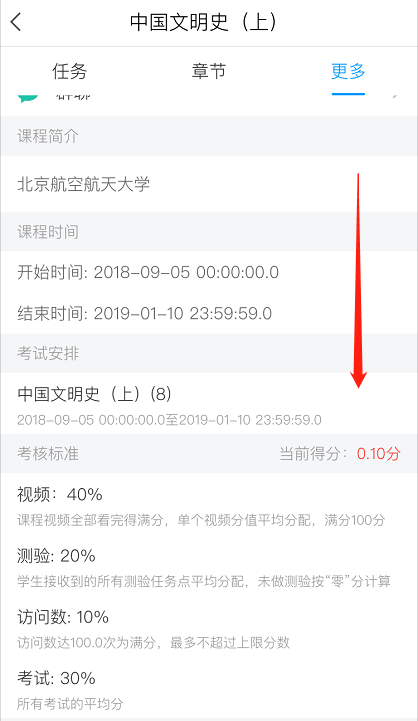 中国文明史（上）
任务 章节 更多
群聊
课程简介
北京航空航天大学
课程时间
开始时间: 2018-09-05 00:00:00.0
结束时间: 2019-01-10 23:59:59.0
考试安排
中国文明史（上）(8)
2018-09-05 00:00:00.0至2019-01-10 23:59:59.0
考核标准 当前得分：0.10分
视频：40%
课程视频全部看完得满分，单个视频分值平均分配，满分100分
测验: 20%
学生接收到的所有测验任务点平均分配，未做测验按“零”分计算
访问数: 10%
访问数达100.0次为满分，最多不超过上限分数
考试: 30%
所有考试的平均分